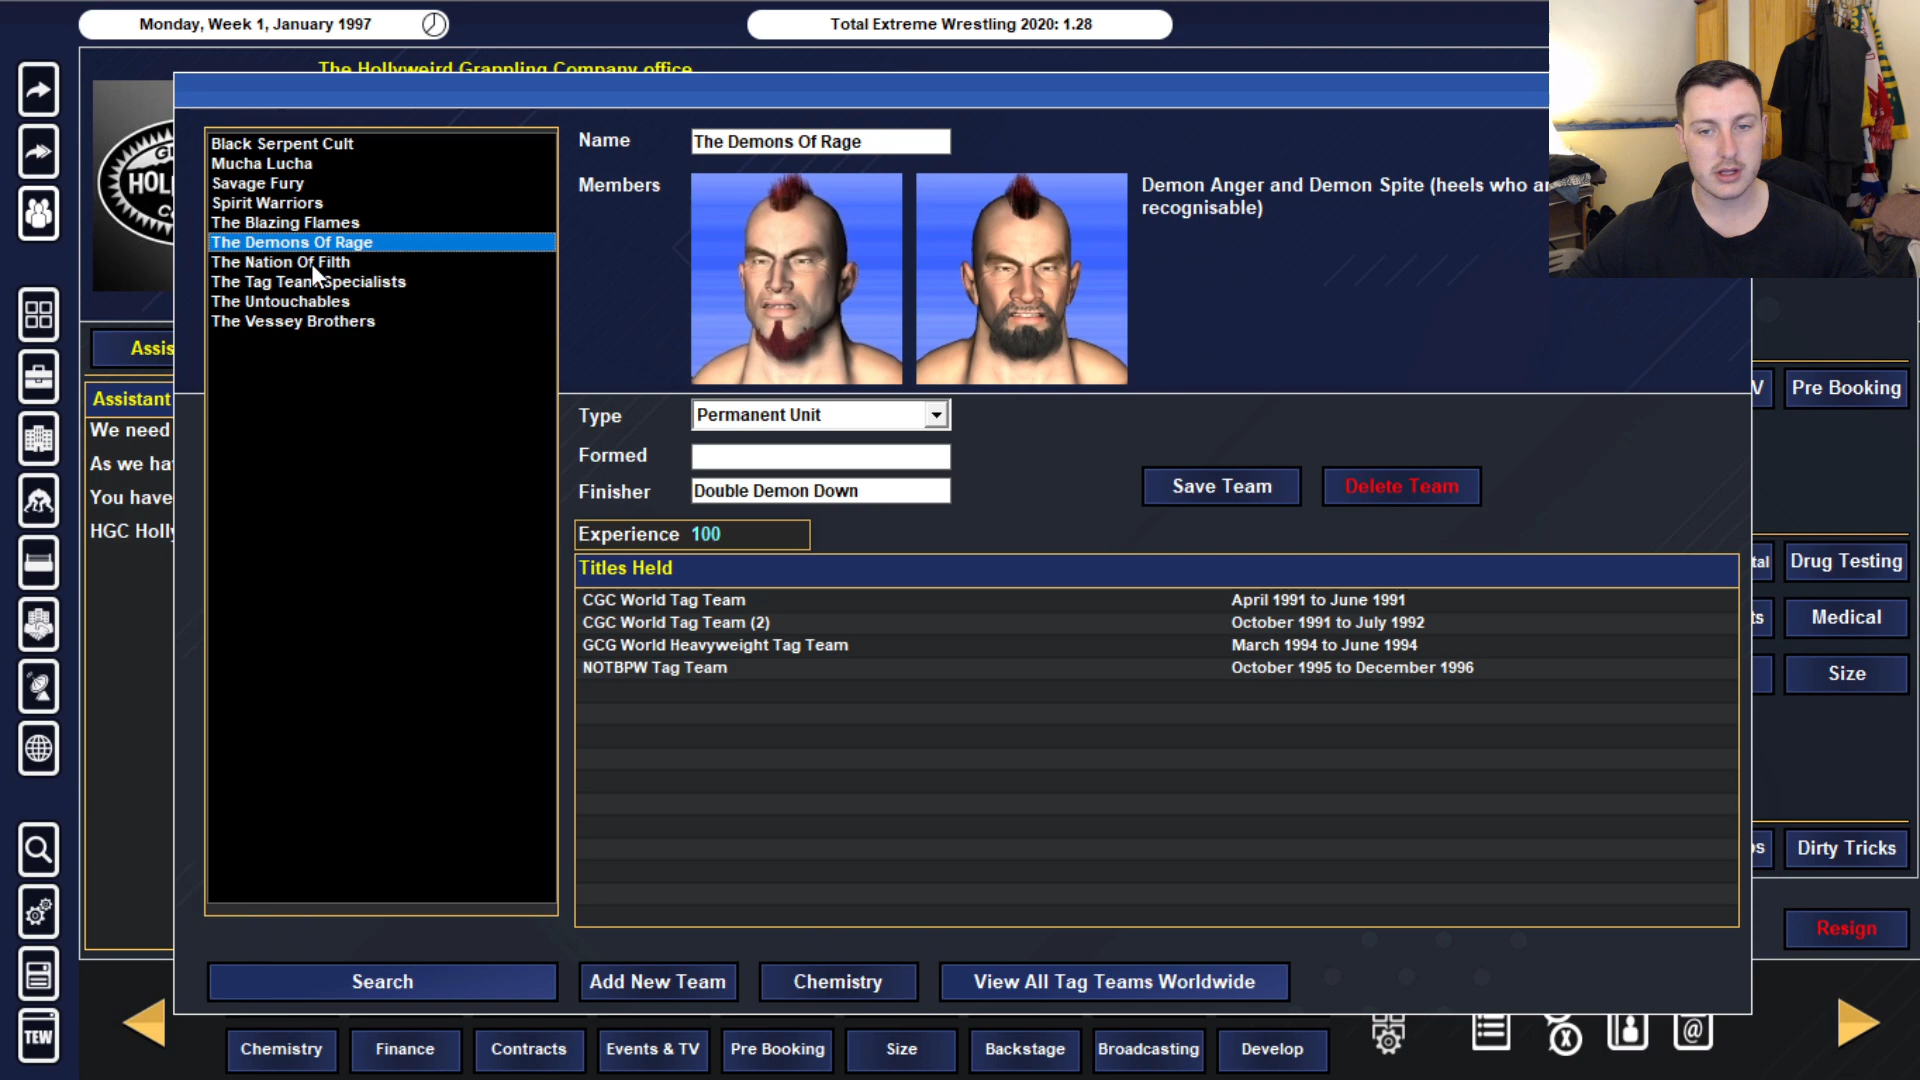 Monday, Week 1, January 1997
Total Extreme Wrestling 2020: 1.28
The Hollyweird Grappling Company office
Black Serpent Cult
Mucha Lucha
Savage Fury
Spirit Warriors
The Blazing Flames
The Demons Of Rage
The Nation Of Filth
The Tag Team Specialists
The Untouchables
The Vessey Brothers
Name
The Demons Of Rage
Members
Demon Anger and Demon Spite (heels who
recognisable)
Type
Permanent Unit
Formed
Finisher
Double Demon Down
Save Team
Delete Team
Experience 100
Titles Held
CGC World Tag Team April 1991 to June 1991
CGC World Tag Team (2) October 1991 to July 1992
GCG World Heavyweight Tag Team March 1994 to June 1994
NOTBPW Tag Team October 1995 to December 1996
Search
Add New Team
Chemistry
View All Tag Teams Worldwide
Assistant
We need
As we
You have
HGC
Pre Booking
Drug Testing
Medical
Size
Dirty Tricks
Resign
TEW
Chemistry
Finance
Contracts
Events & TV
Pre Booking
Size
Backstage
Broadcasting
Develop